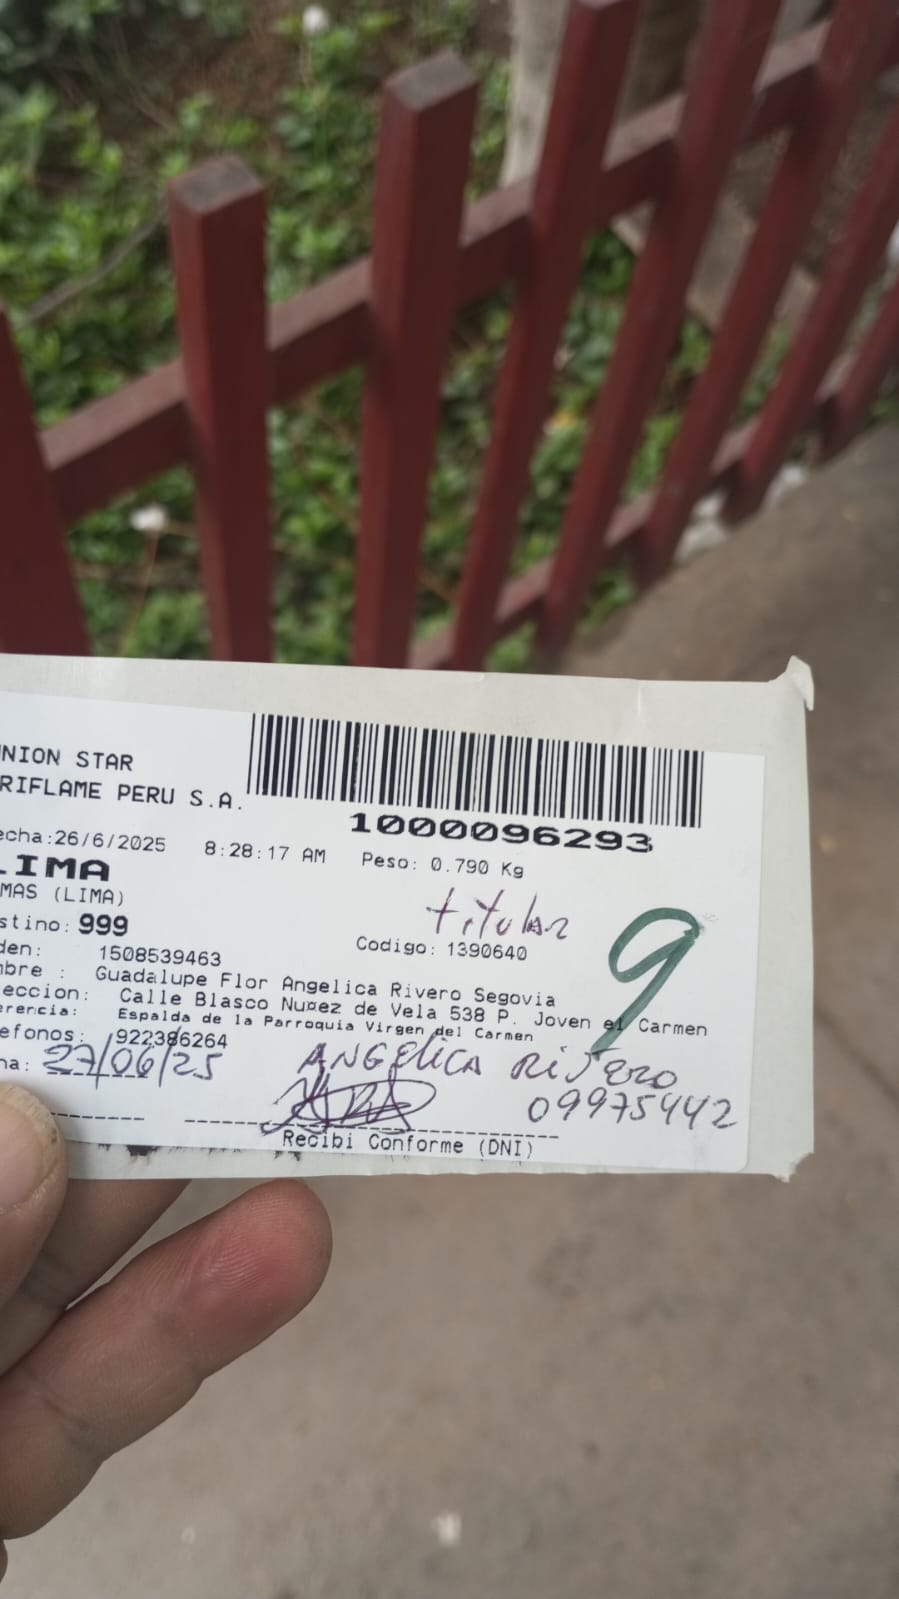 NION STAR
RIFLAME PERU S.A.
1000096293
echa:26/6/2025 8:28:17 AM Peso: 0.790 Kg
LIMA
MAS (LIMA)
titular
stino: 999
Codigo: 1390640
9
den: 1508539463
mbre : Guadalupe Flor Angelica Rivero Segovia
eccion: Calle Blasco Nuñez de Vela 538 P. Joven el Carmen
erencia: Espalda de la Parroquia Virgen del Carmen
efonos: 922386264
ha: 27/06/25 ANGElICA RiVERO
09975442
Recibi Conforme (DNI)